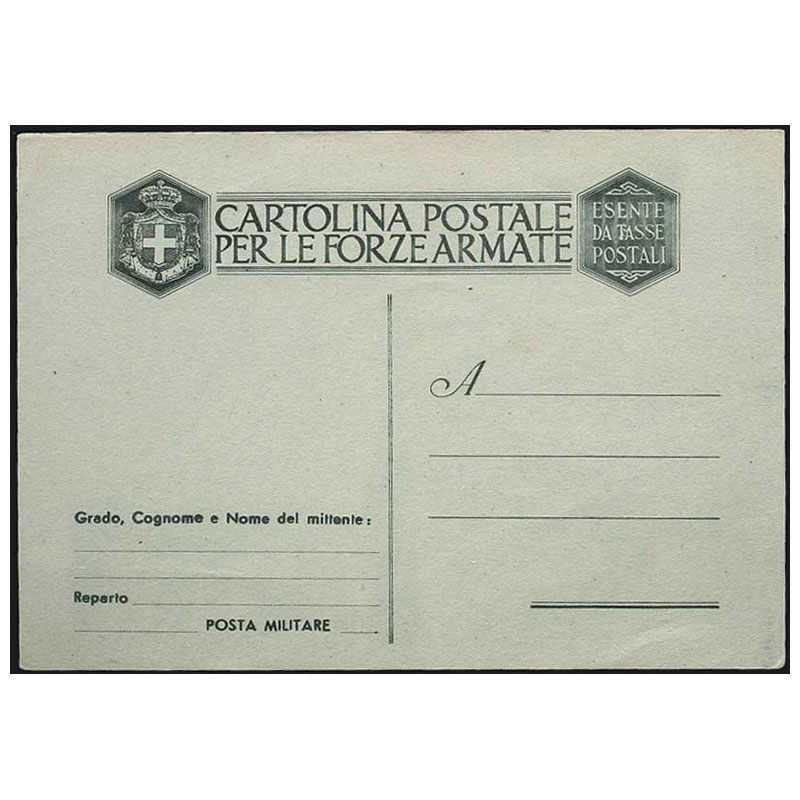 CARTOLINA POSTALE
PER LE FORZE ARMATE
ESENTE
DA TASSE
POSTALI
A
Grado, Cognome e Nome del mittente:
Reparto
POSTA MILITARE